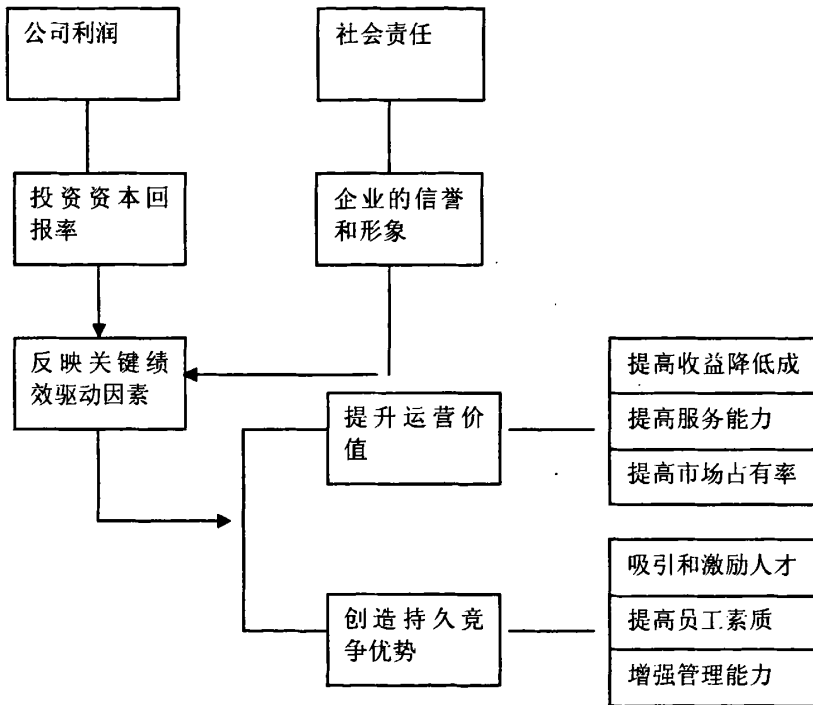 公司利润
社会责任
投资资本回
报率
企业的信誉
和形象
反映关键绩
效驱动因素
提升运营价
值
提高收益降低成
提高服务能力
提高市场占有率
创造持久竞
争优势
吸引和激励人才
提高员工素质
增强管理能力